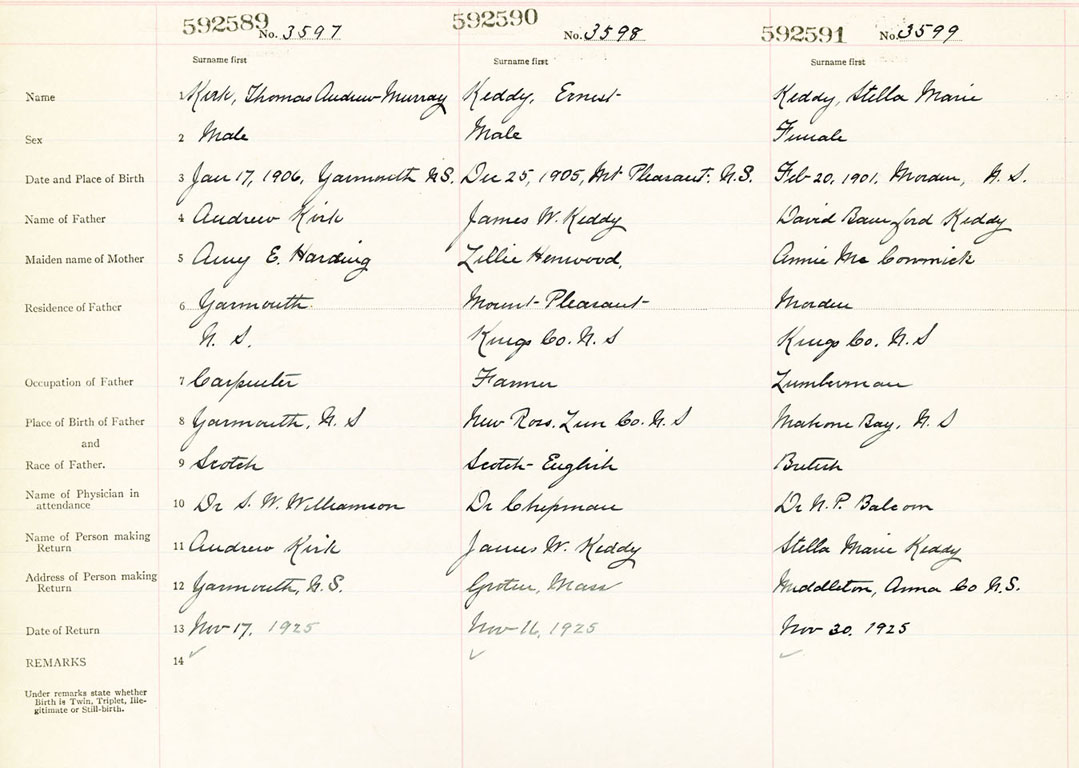 592589 No. 3597 592590 No. 3598 592591 No. 3599
Surname first Surname first Surname first
Name 1 Kirk, Thomas Andrew Murray Keddy, Ernest Keddy, Stella Marie
Sex 2 Male Male Female
Date and Place of Birth 3 Jan 17, 1906, Yarmouth N.S. Dec 25, 1905, Mt Pleasant. N.S. Feb 20, 1901, Morden, N. S.
Name of Father 4 Andrew Kirk James W. Keddy David Bamford Keddy
Maiden name of Mother 5 Amy E. Harding Lillie Henwood, Annie Mc Cormick
Residence of Father 6 Yarmouth Mount Pleasant Morden
N. S. Kings Co. N. S Kings Co. N. S
Occupation of Father 7 Carpenter Farmer Lumberman
Place of Birth of Father 8 Yarmouth, N. S New Ross, Lun Co. N. S Mahone Bay, N. S
and
Race of Father. 9 Scotch Scotch-English British
Name of Physician in attendance 10 Dr S. W. Williamson Dr Chipman Dr N. P. Balcom
Name of Person making Return 11 Andrew Kirk James W. Keddy Stella Marie Keddy
Address of Person making Return 12 Yarmouth, N.S. Groton, Mass Middleton, Anna Co N.S.
Date of Return 13 Nov 17, 1925 Nov 16, 1925 Nov 30, 1925
REMARKS 14
Under remarks state whether
Birth is Twin, Triplet, Ille-
gitimate or Still-birth.